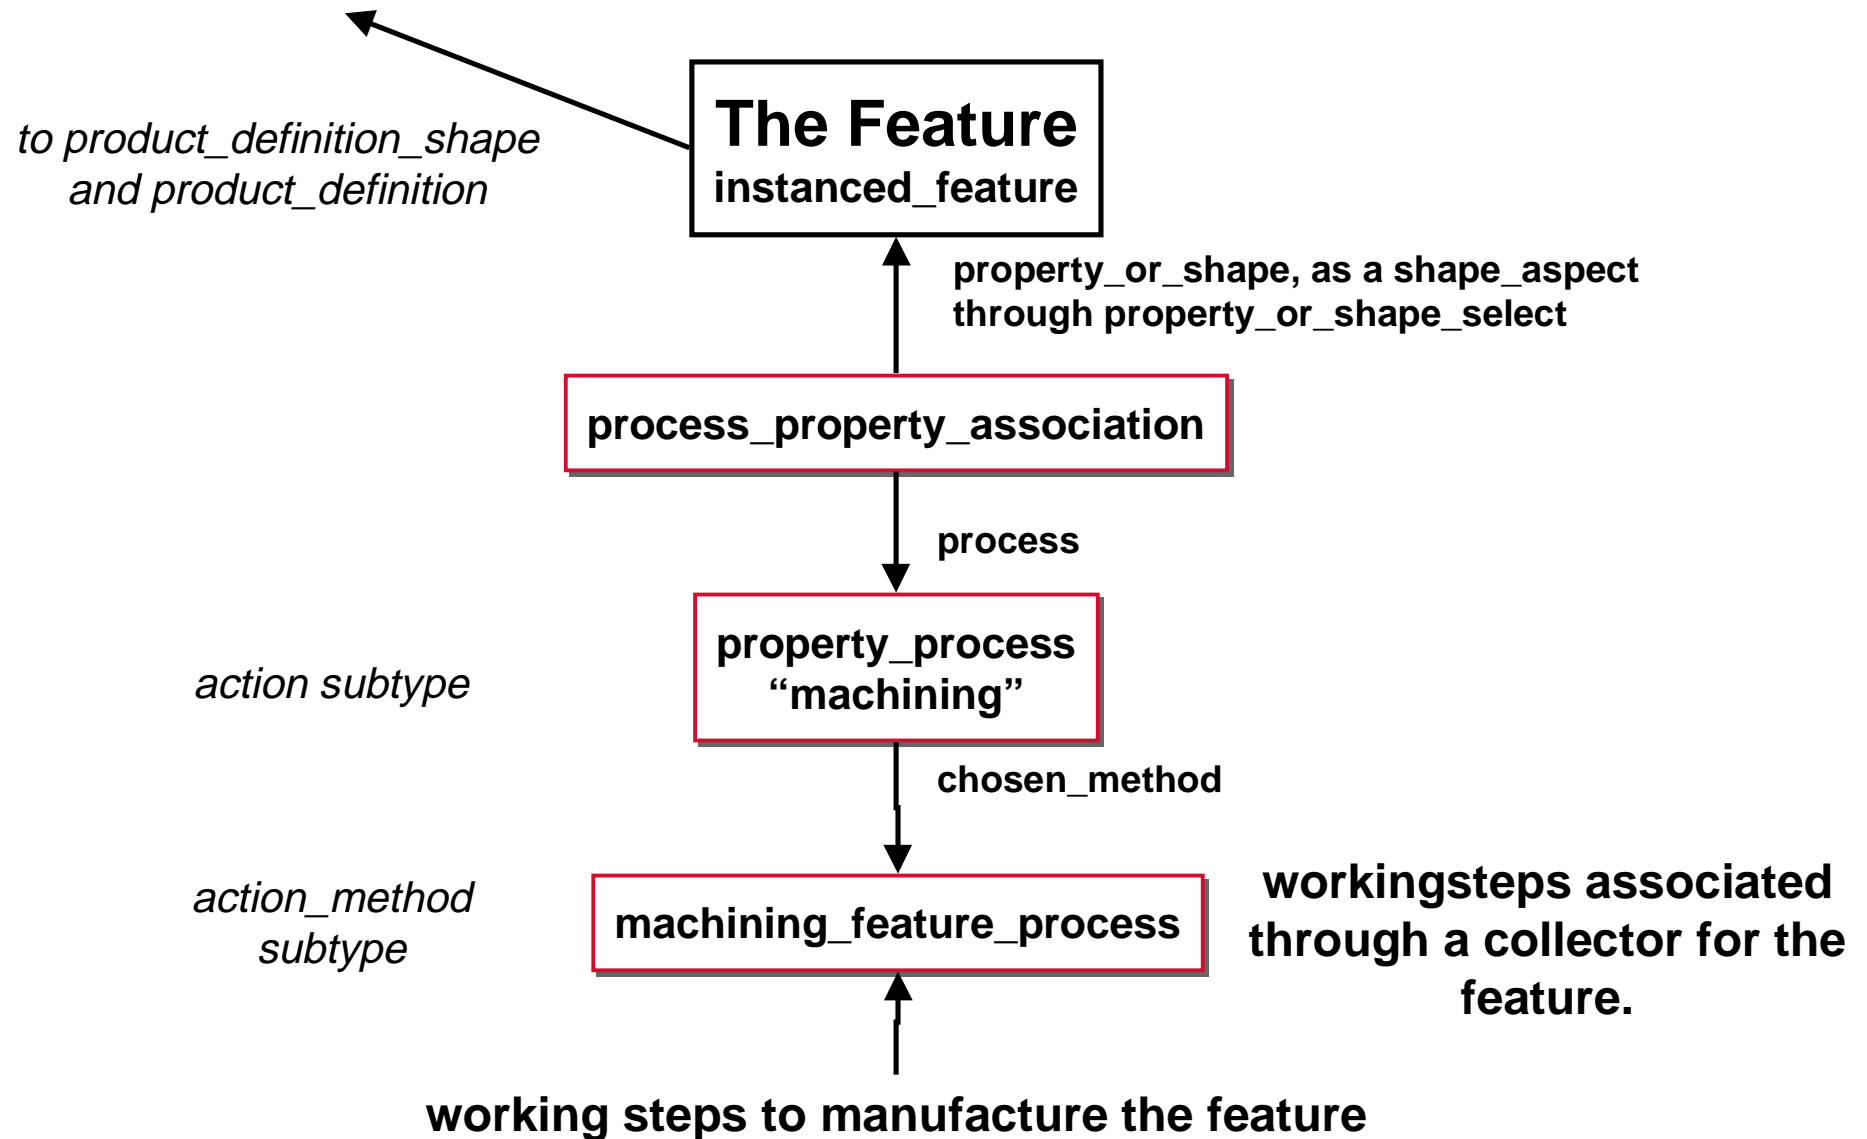 The Feature
instanced_feature
to product_definition_shape
and product_definition
property_or_shape, as a shape_aspect
through property_or_shape_select
process_property_association
process
property_process
“machining”
action subtype
chosen_method
action_method
subtype
machining_feature_process
workingsteps associated
through a collector for the
feature.
working steps to manufacture the feature